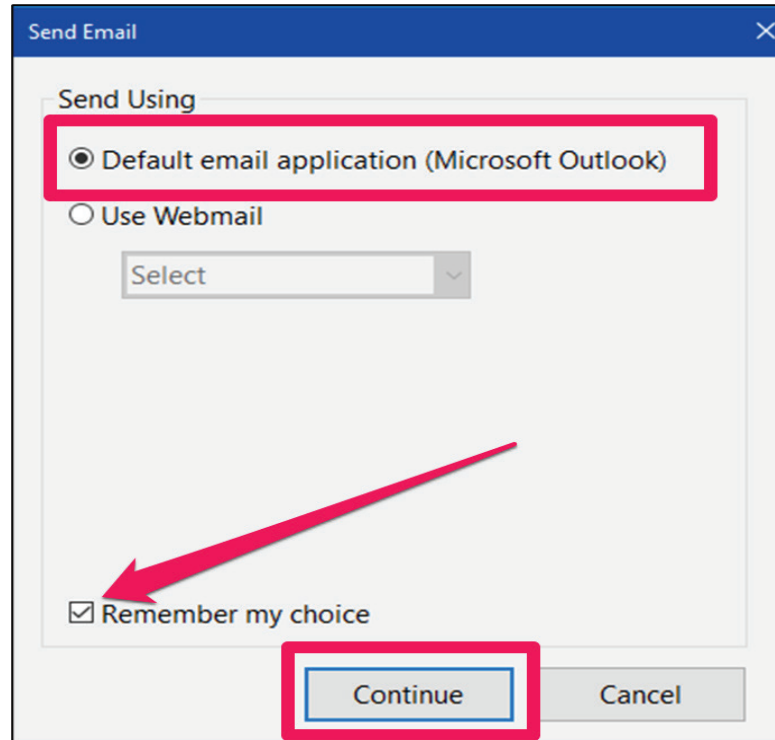 Send Email
Send Using
Default email application (Microsoft Outlook)
Use Webmail
Select
Remember my choice
Continue
Cancel